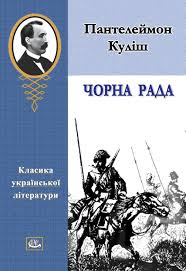 Пантелеймон
Куліш
ЧОРНА РАДА
Класика
української
літератури